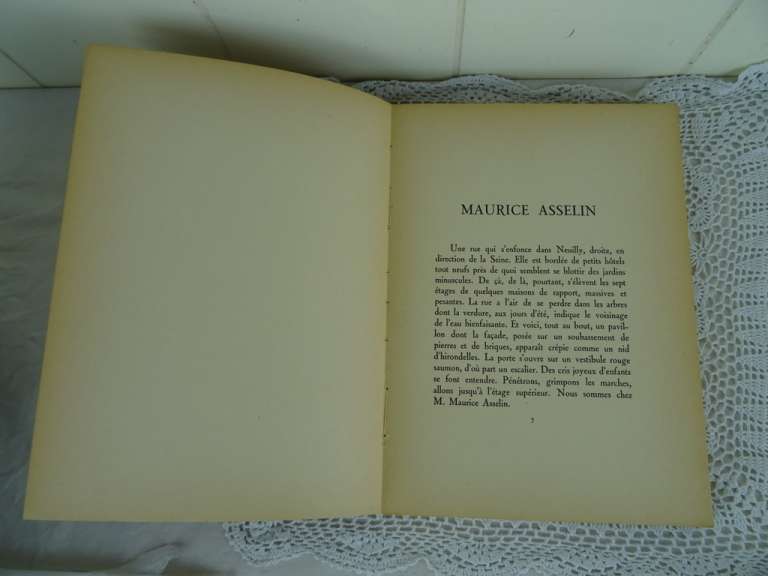 MAURICE ASSELIN
Une rue qui s'enfonce dans Neuilly, droite, en
direction de la Seine. Elle est bordée de petits hôtels
tout neufs près de quoi semblent se blottir des jardins
minuscules. De çà, de là, pourtant, s'élèvent les sept
étages de quelques maisons de rapport, massives et
pesantes. La rue a l'air de se perdre dans les arbres
dont la verdure, aux jours d'été, indique le voisinage
de l'eau bienfaisante. Et voici, tout au bout, un pavil-
lon dont la façade, posée sur un soubassement de
pierres et de briques, apparaît crépie comme un nid
d'hirondelles. La porte s'ouvre sur un vestibule rouge
saumon, d'où part un escalier. Des cris joyeux d'enfants
se font entendre. Pénétrons, grimpons les marches,
allons jusqu'à l'étage supérieur. Nous sommes chez
M. Maurice Asselin.
5